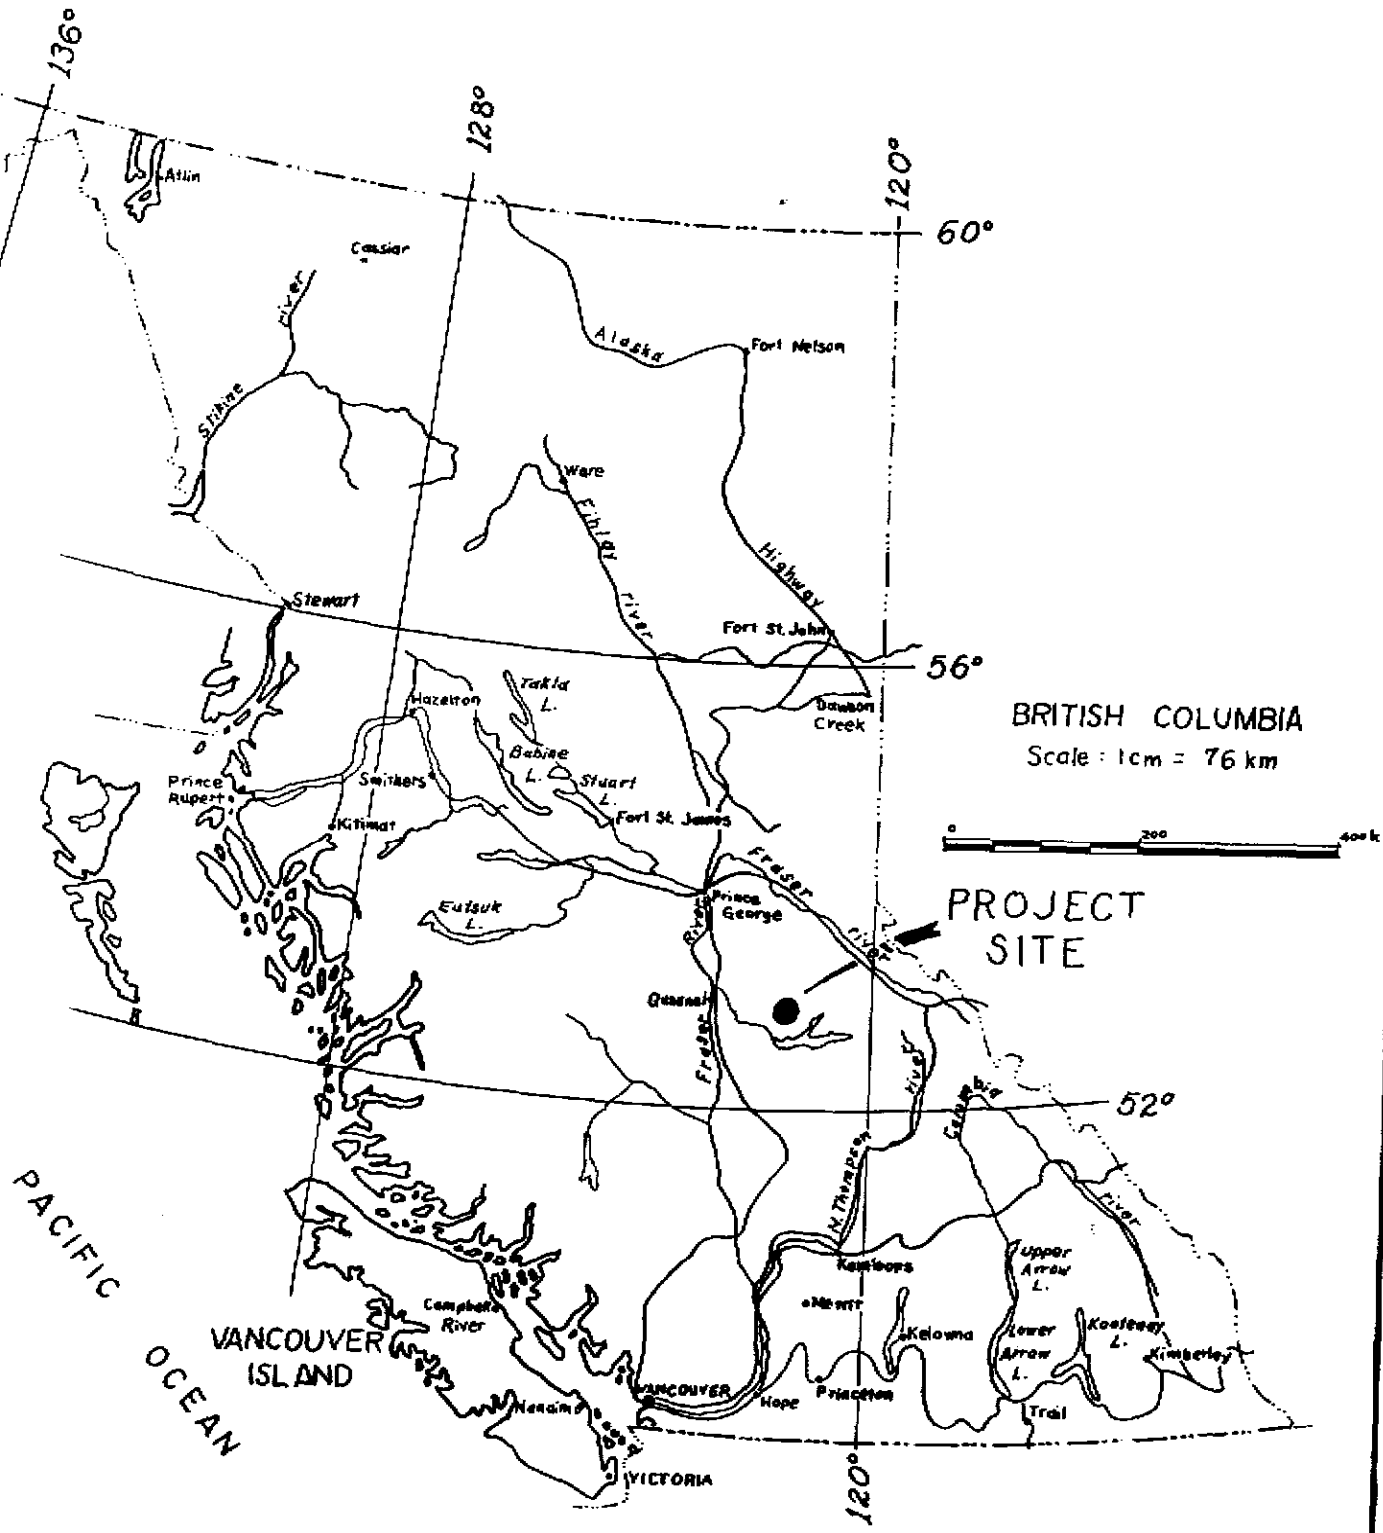 136°
128°
120°
60°
Atlin
Cassiar
river
Stikine
Alaska
Fort Nelson
Ware
Finlay
river
Highway
Stewart
Fort St. John
56°
Takla
L.
Hazelton
Dawson
Creek
BRITISH COLUMBIA
Scale : 1cm = 76 km
Babine
L.
Stuart
L.
Smithers
Prince
Rupert
Kitimat
Fort St. James
0 200 400k
Fraser
river
Prince
George
River
Eutsuk
L.
PROJECT
SITE
Quesnel
Fraser
river
52°
Columbia
N. Thompson
river
PACIFIC
OCEAN
Upper
Arrow
L.
Kamloops
Merritt
Campbell
River
VANCOUVER
ISLAND
Kelowna
Lower
Arrow
L.
Kootenay
L.
Kimberley
VANCOUVER
Hope
Princeton
Nanaimo
Trail
VICTORIA
120°